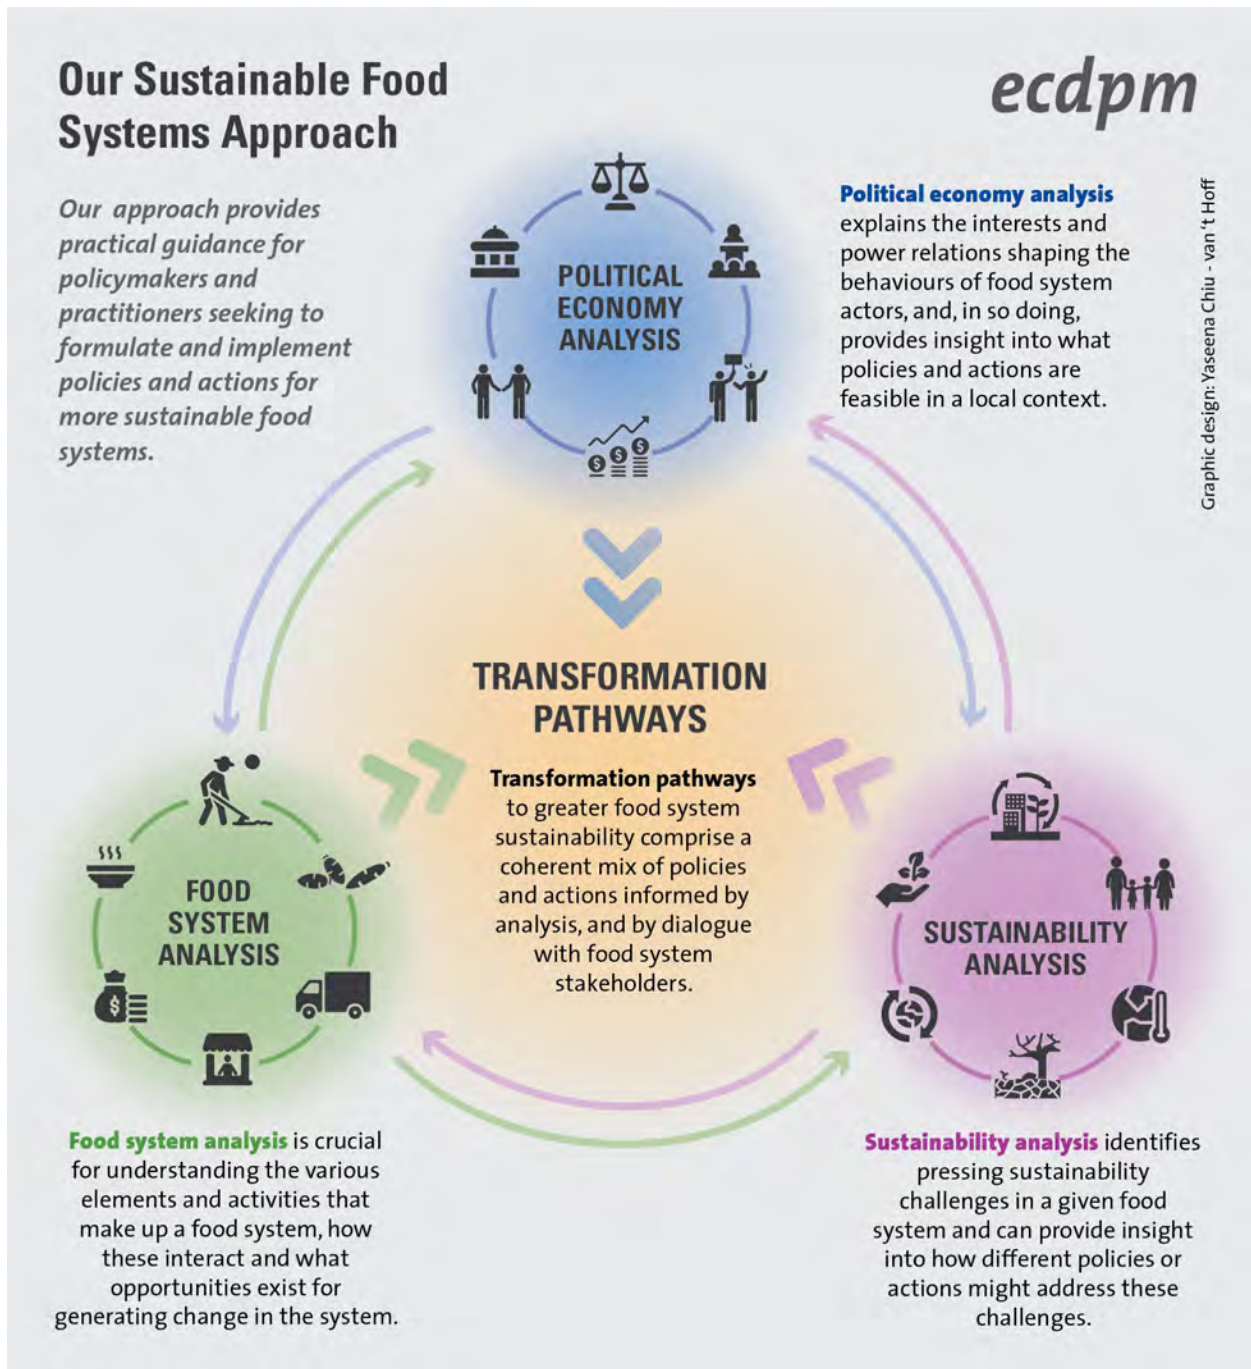 Our Sustainable Food
Systems Approach
ecdpm
Our approach provides
practical guidance for
policymakers and
practitioners seeking to
formulate and implement
policies and actions for
more sustainable food
systems.
POLITICAL
ECONOMY
ANALYSIS
Political economy analysis
explains the interests and
power relations shaping the
behaviours of food system
actors, and, in so doing,
provides insight into what
policies and actions are
feasible in a local context.
Graphic design: Yaseena Chiu - van 't Hoff
TRANSFORMATION
PATHWAYS
Transformation pathways
to greater food system
sustainability comprise a
coherent mix of policies
and actions informed by
analysis, and by dialogue
with food system
stakeholders.
FOOD
SYSTEM
ANALYSIS
SUSTAINABILITY
ANALYSIS
Food system analysis is crucial
for understanding the various
elements and activities that
make up a food system, how
these interact and what
opportunities exist for
generating change in the system.
Sustainability analysis identifies
pressing sustainability
challenges in a given food
system and can provide insight
into how different policies or
actions might address these
challenges.